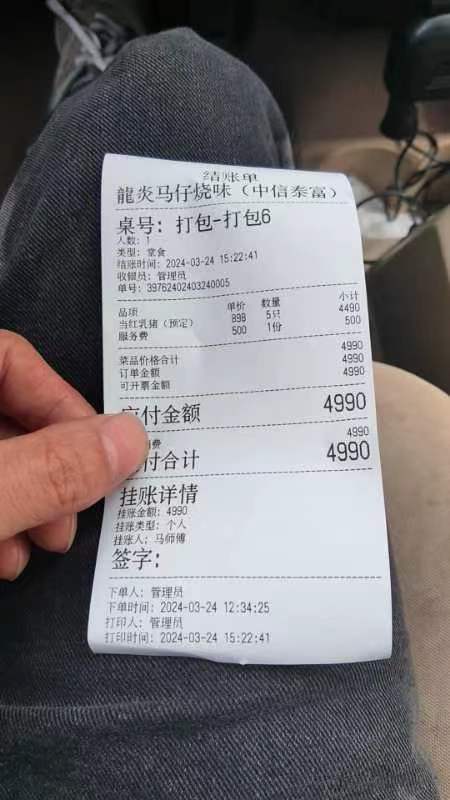 结账单
龍炎马仔烧味（中信泰富）
桌号：打包-打包6
人数：1
类型：堂食
结账时间：2024-03-24 15:22:41
收银员：管理员
单号：39762402403240005
品项 单价 数量 小计
当红乳猪（预定） 898 5只 4490
服务费 500 1份 500
菜品价格合计 4990
订单金额 4990
可开票金额 4990
应付金额 4990
费 4990
付合计 4990
挂账详情
挂账金额：4990
挂账类型：个人
挂账人：马师傅
签字：
下单人：管理员
下单时间：2024-03-24 12:34:25
打印人：管理员
打印时间：2024-03-24 15:22:41